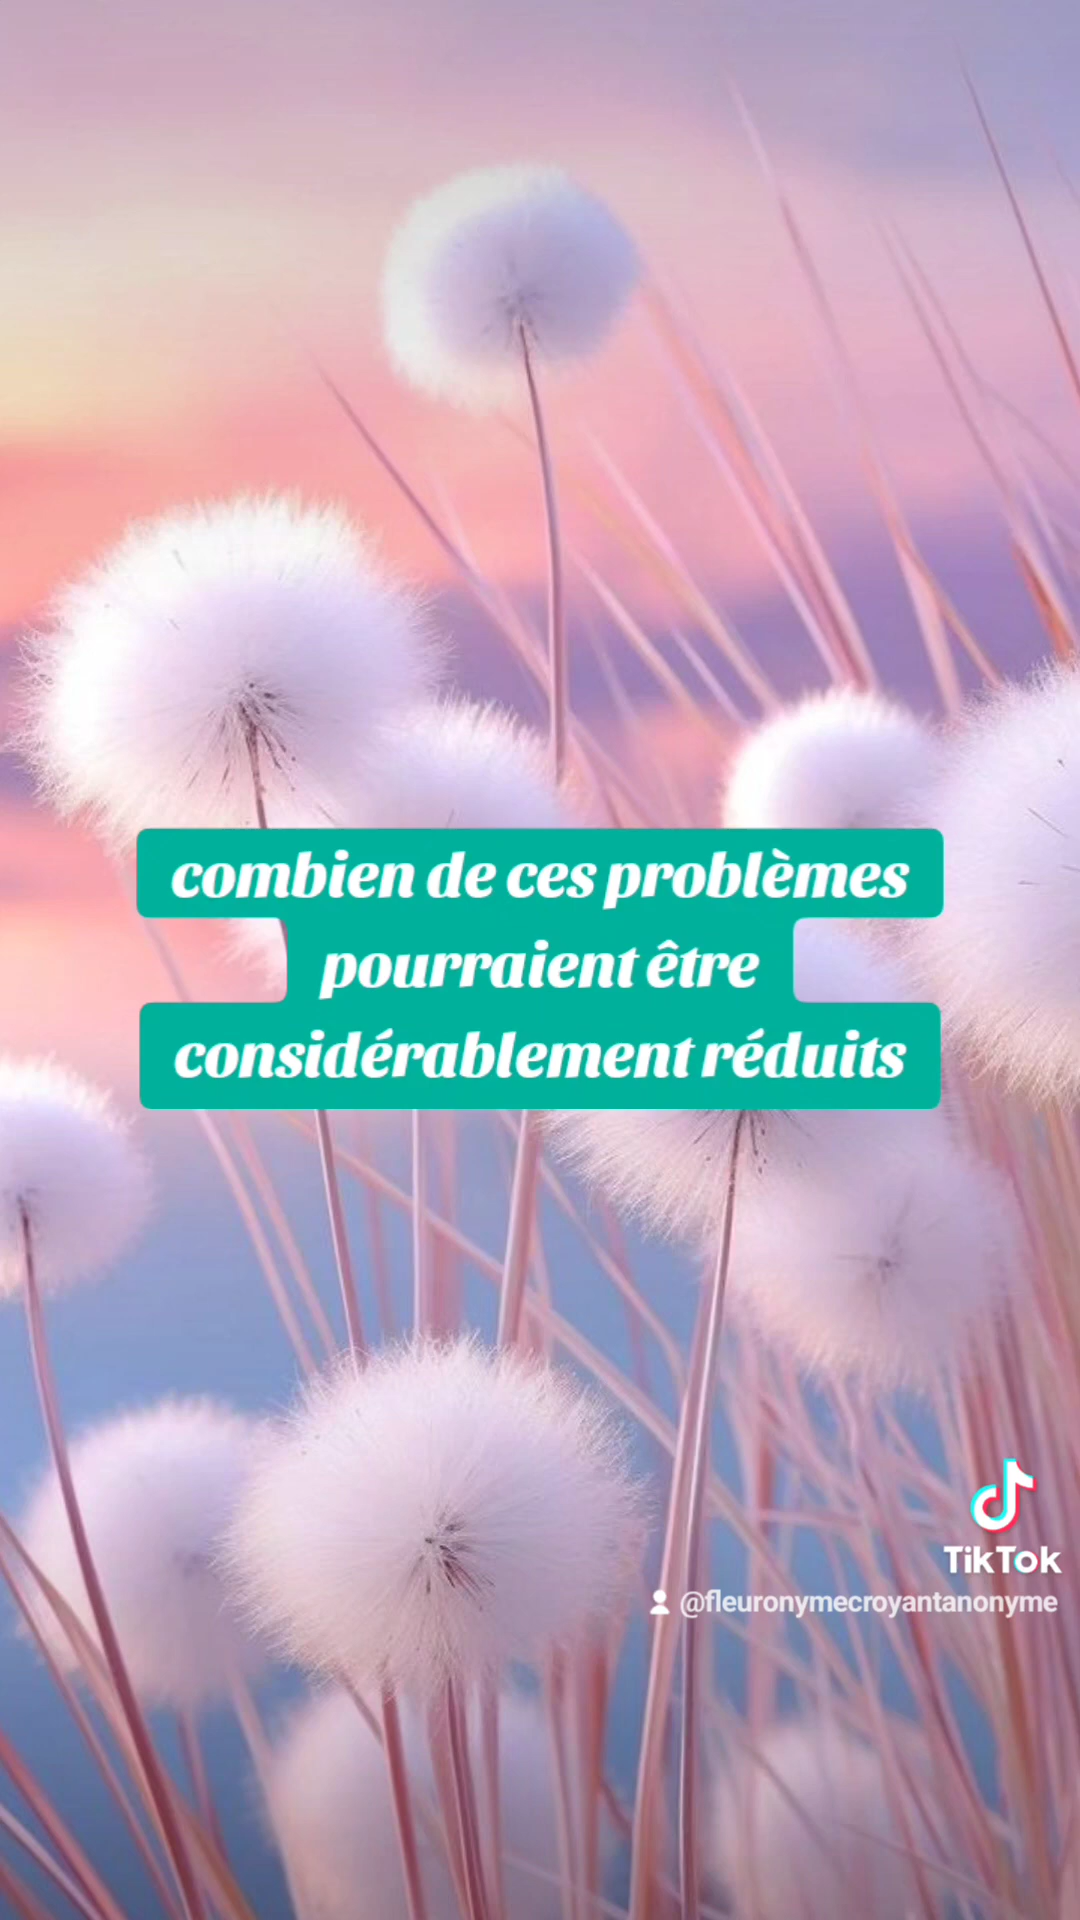 combien de ces problèmes
pourraient être
considérablement réduits
TikTok
@fleuronymecroyantanonyme